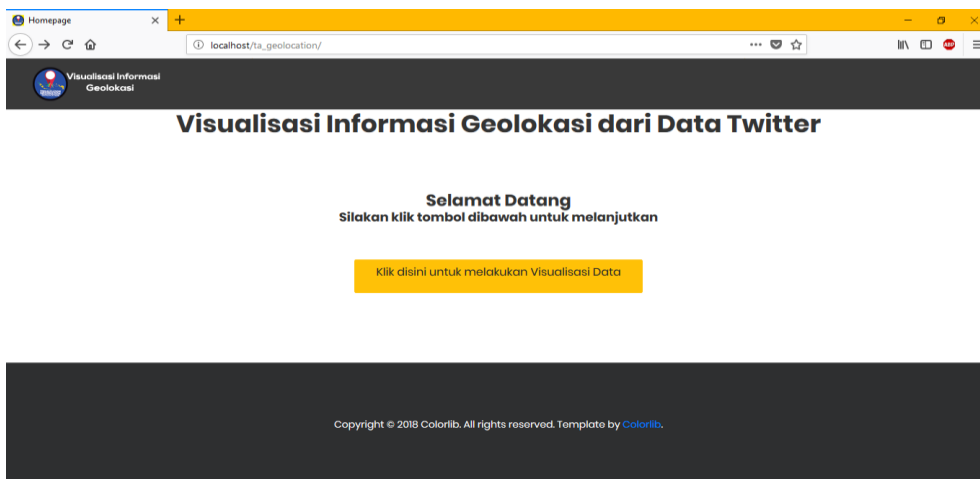 Homepage
localhost/ta_geolocation/
ABP
Visualisasi Informasi
Geolokasi
Visualisasi Informasi Geolokasi dari Data Twitter
Selamat Datang
Silakan klik tombol dibawah untuk melanjutkan
Klik disini untuk melakukan Visualisasi Data
Copyright © 2018 Colorlib. All rights reserved. Template by Colorlib.